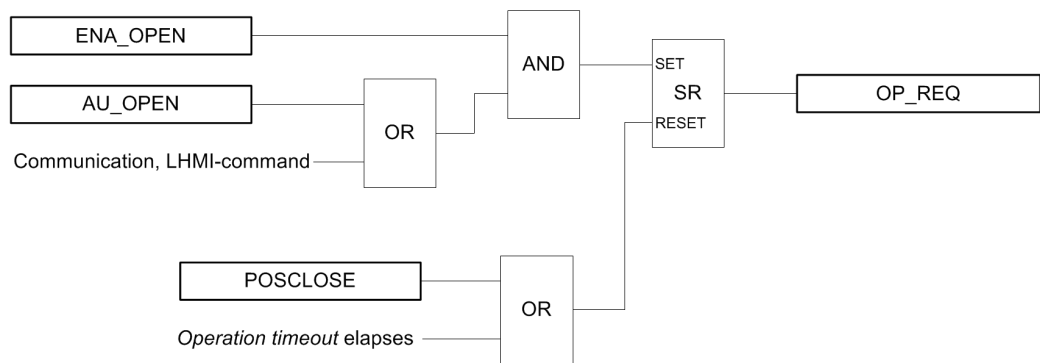 ENA_OPEN
AND
SET
SR
RESET
OP_REQ
AU_OPEN
OR
Communication, LHMI-command
POSCLOSE
OR
Operation timeout elapses